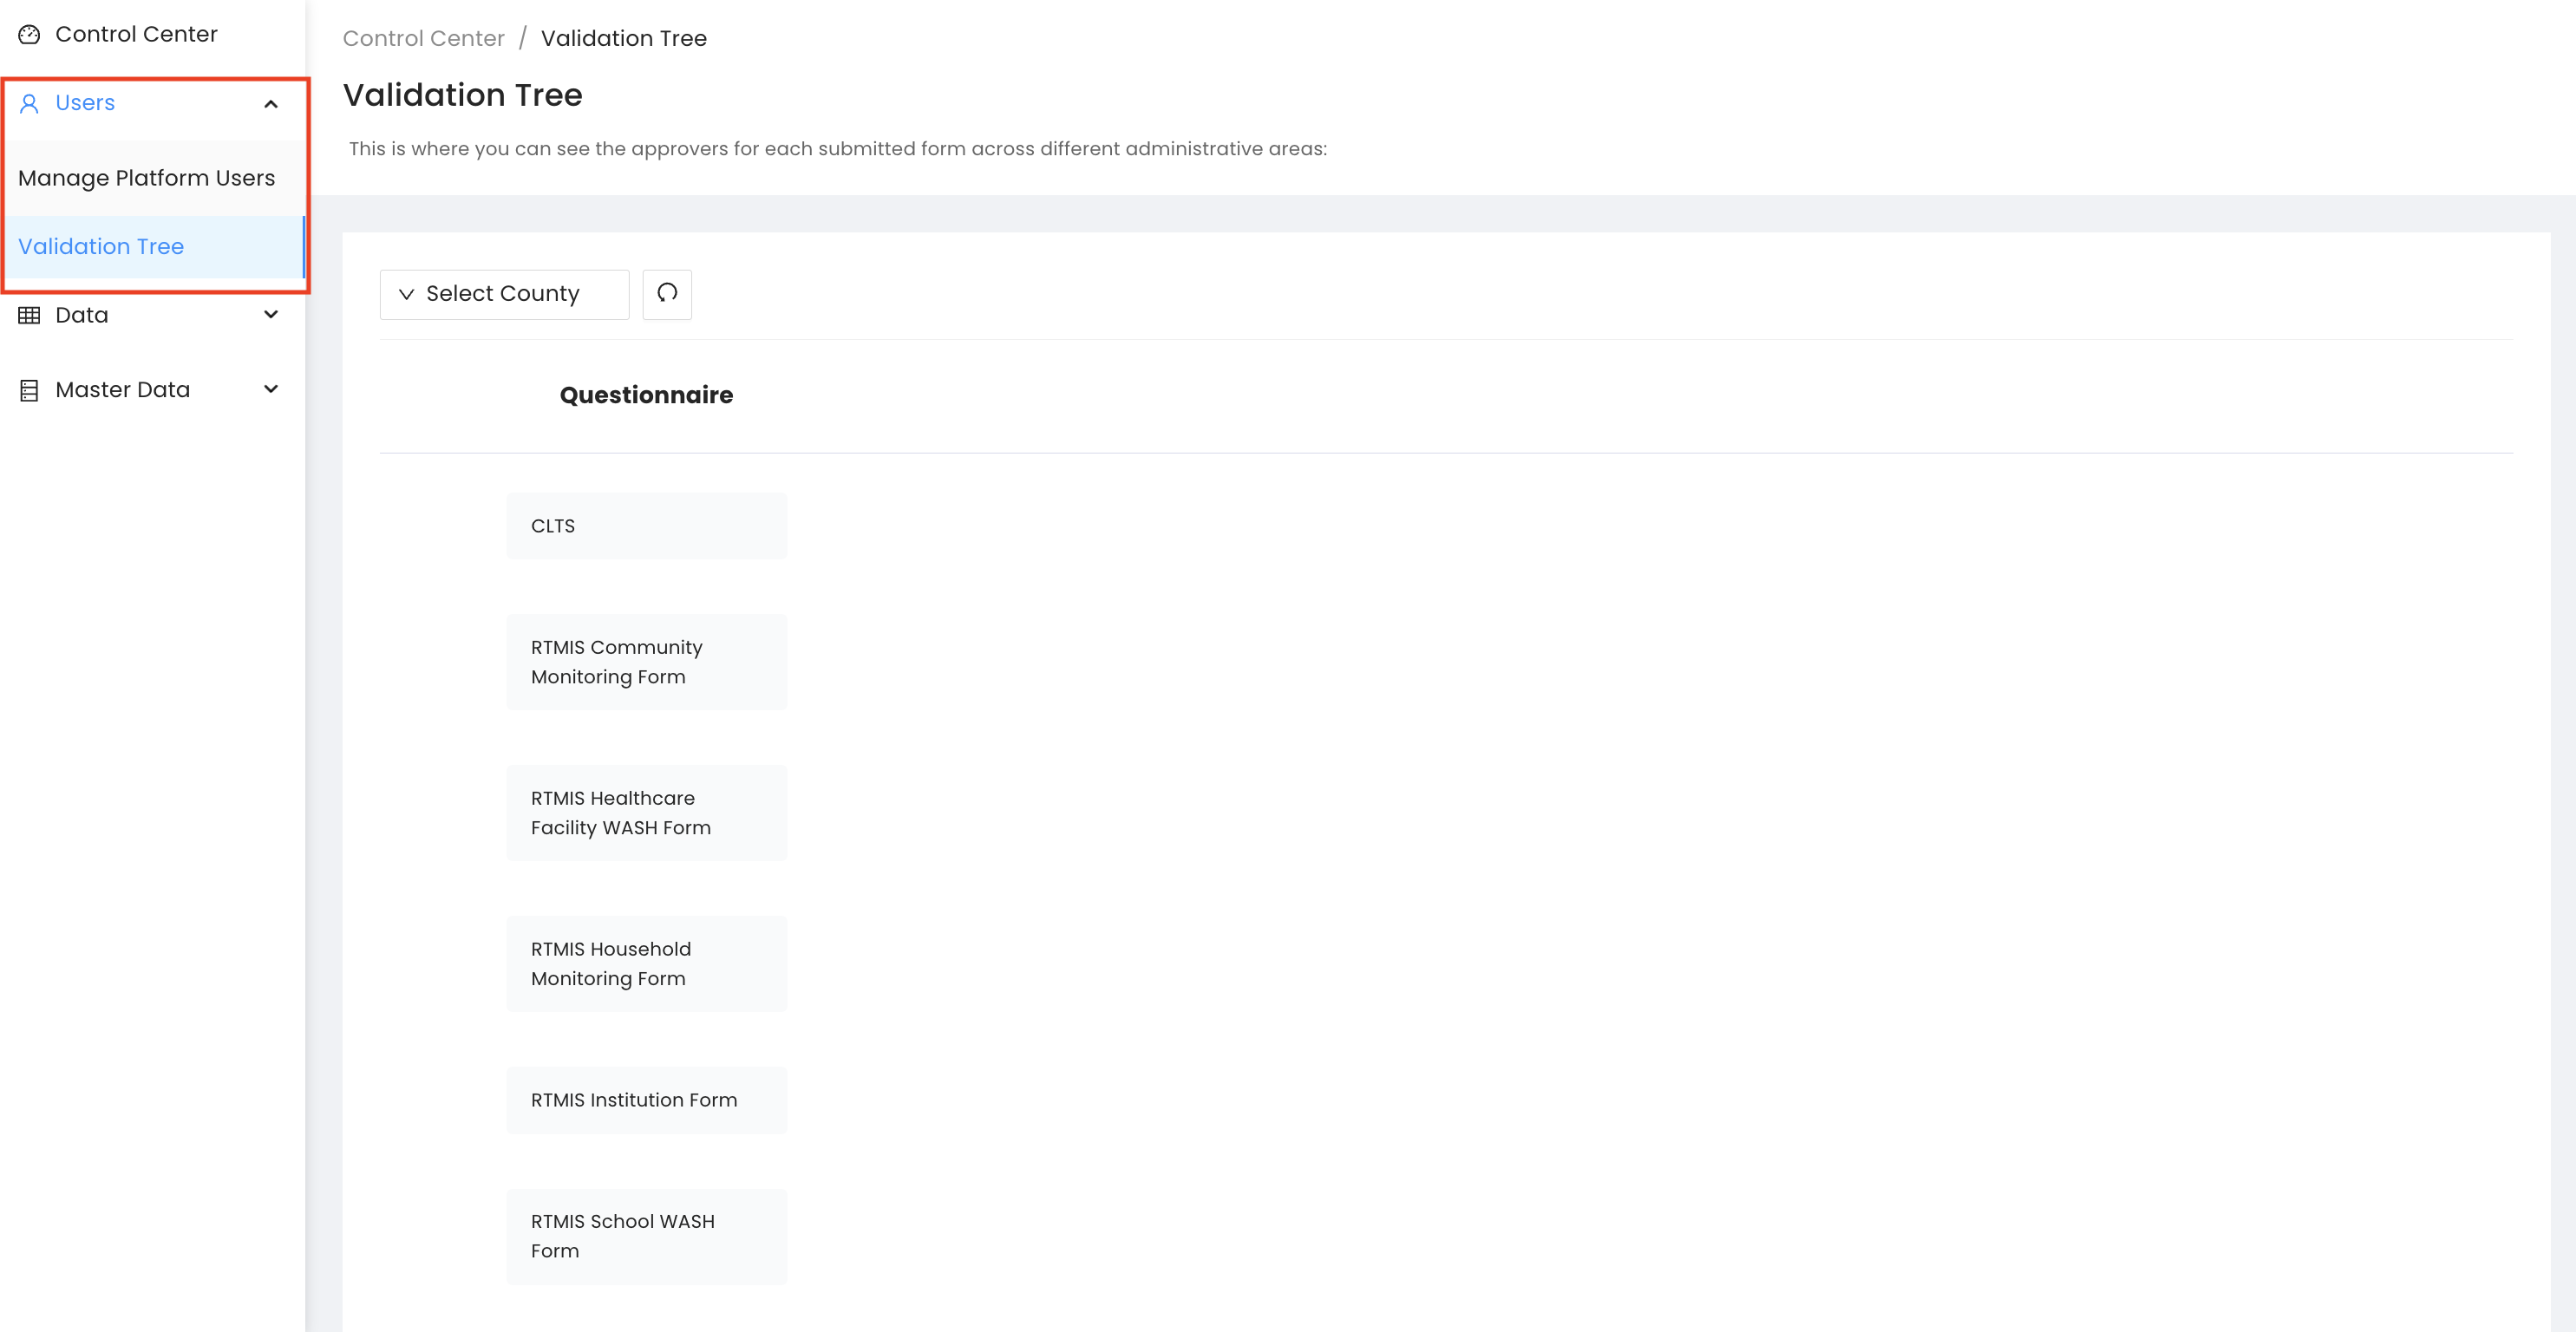 Control Center
Users
Manage Platform Users
Validation Tree
Data
Master Data
Control Center / Validation Tree
Validation Tree
This is where you can see the approvers for each submitted form across different administrative areas:
Select County
Questionnaire
CLTS
RTMIS Community
Monitoring Form
RTMIS Healthcare
Facility WASH Form
RTMIS Household
Monitoring Form
RTMIS Institution Form
RTMIS School WASH
Form